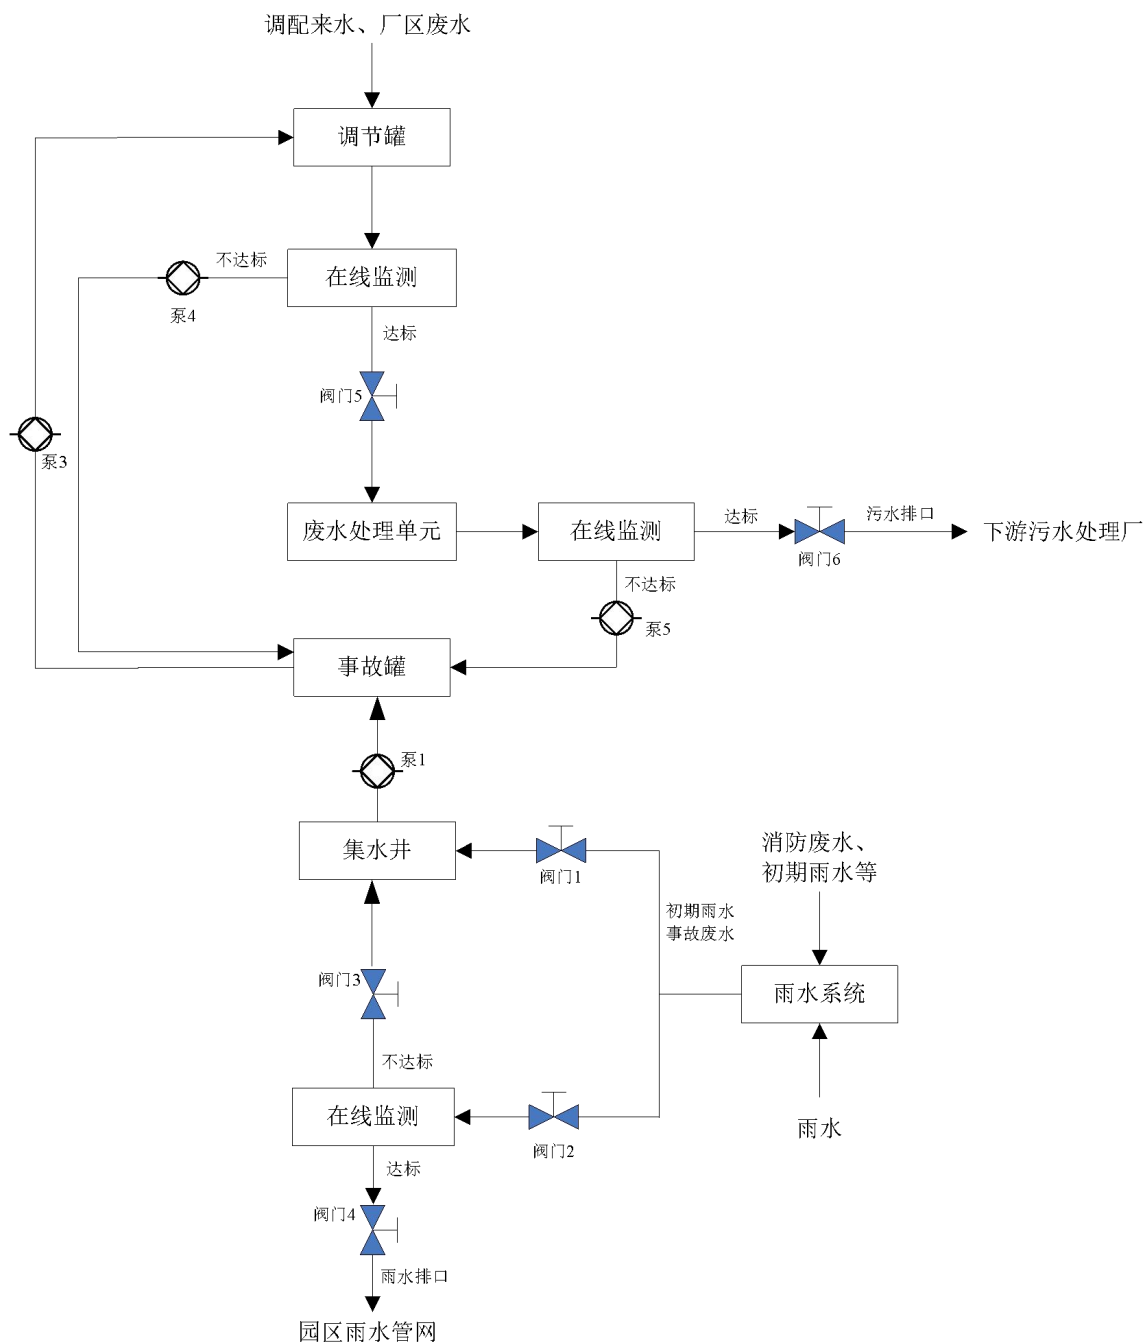 调配来水、厂区废水
调节罐
不达标
在线监测
泵4
达标
阀门5
泵3
废水处理单元
在线监测
达标
污水排口
下游污水处理厂
阀门6
不达标
泵5
事故罐
泵1
集水井
阀门1
消防废水、
初期雨水等
初期雨水
事故废水
阀门3
雨水系统
不达标
在线监测
阀门2
雨水
达标
阀门4
雨水排口
园区雨水管网